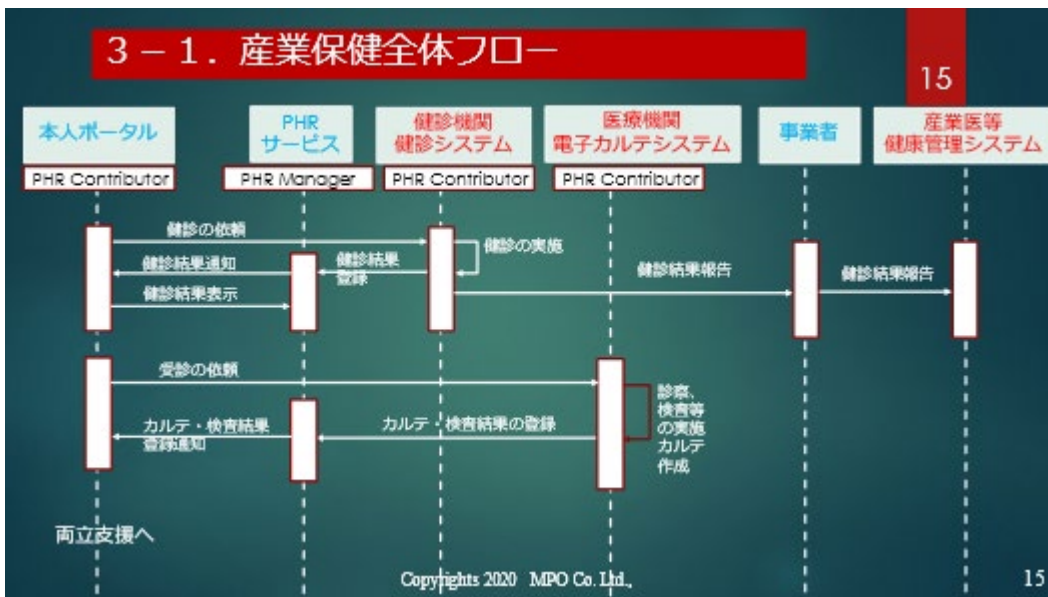 ３－１．産業保健全体フロー
15
本人ポータル
PHR
サービス
健診機関
健診システム
医療機関
電子カルテシステム
事業者
産業医等
健康管理システム
PHR Contributor
PHR Manager
PHR Contributor
PHR Contributor
健診の依頼
健診の実施
健診結果通知
健診結果
登録
健診結果報告
健診結果報告
健診結果表示
受診の依頼
診察、
検査等
の実施
カルテ
作成
カルテ・検査結果
登録通知
カルテ・検査結果の登録
両立支援へ
Copyrights 2020 MPO Co. Ltd.,
15